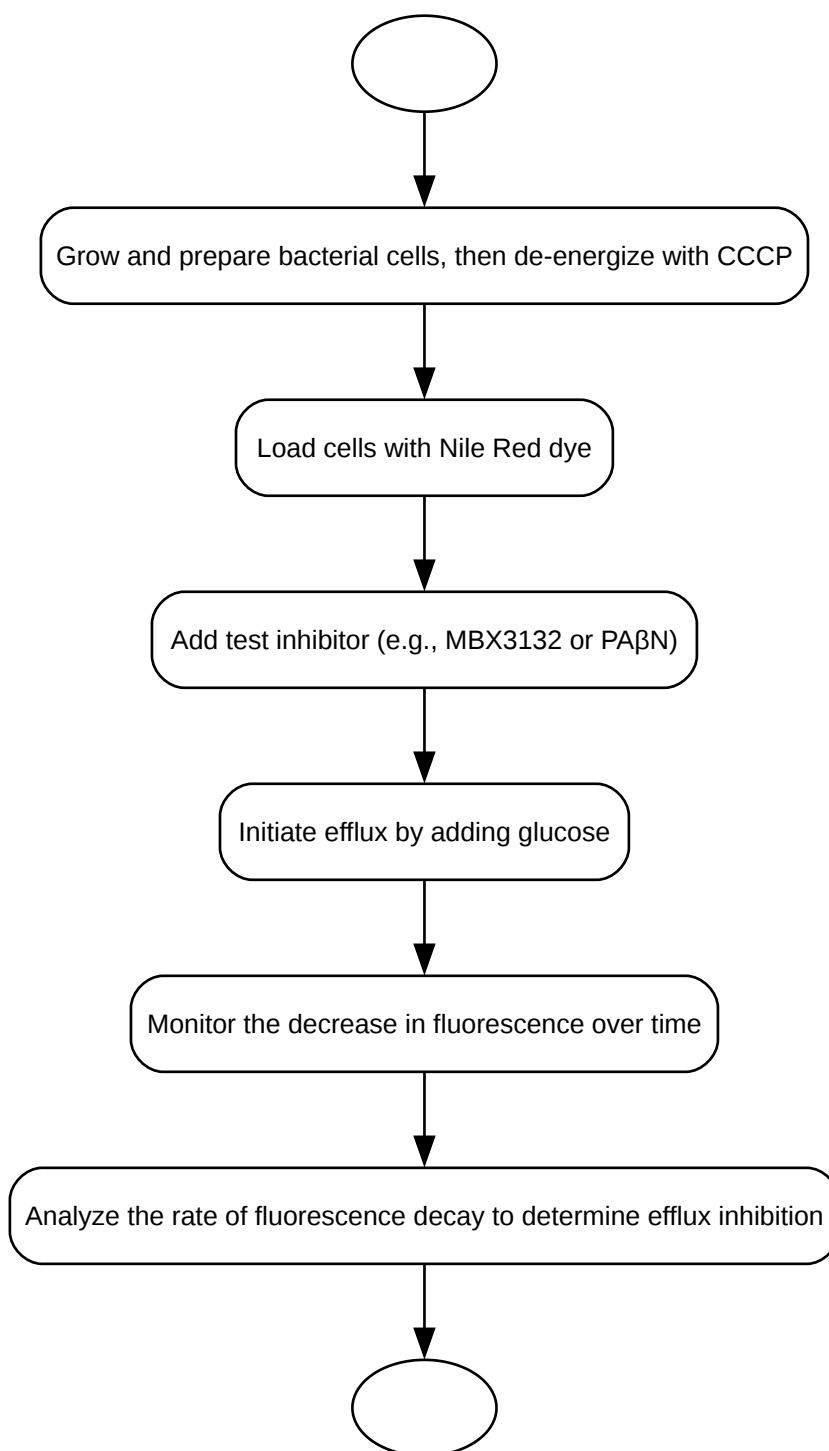 Grow and prepare bacterial cells, then de-energize with CCCP
Load cells with Nile Red dye
Add test inhibitor (e.g., MBX3132 or PAβN)
Initiate efflux by adding glucose
Monitor the decrease in fluorescence over time
Analyze the rate of fluorescence decay to determine efflux inhibition